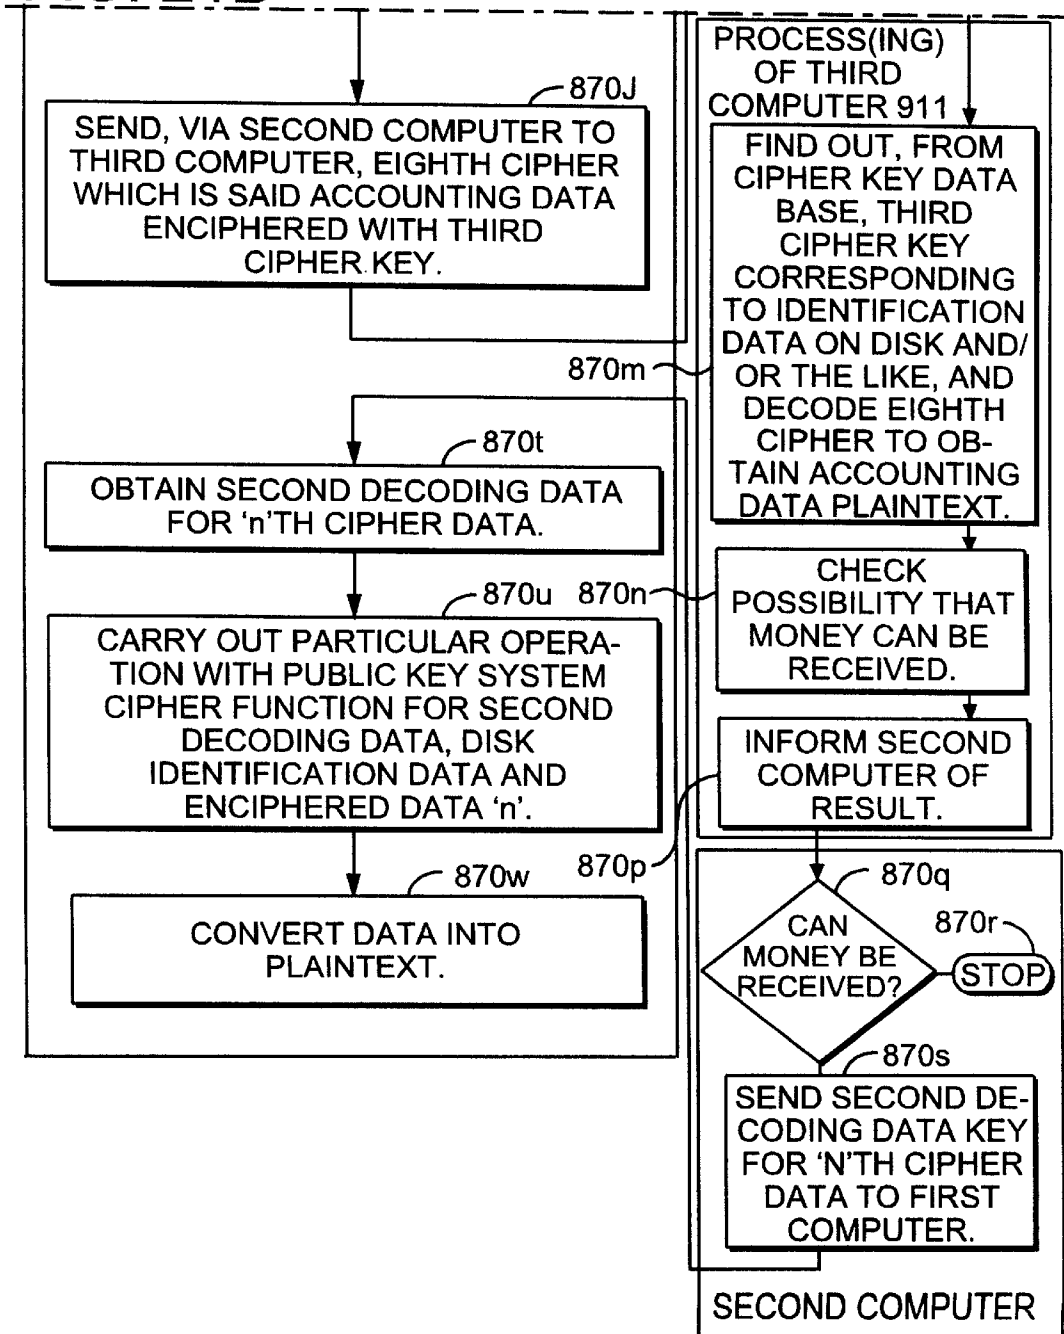 870J
SEND, VIA SECOND COMPUTER TO
THIRD COMPUTER, EIGHTH CIPHER
WHICH IS SAID ACCOUNTING DATA
ENCIPHERED WITH THIRD
CIPHER KEY.
870t
OBTAIN SECOND DECODING DATA
FOR 'n'TH CIPHER DATA.
870u
CARRY OUT PARTICULAR OPERA-
TION WITH PUBLIC KEY SYSTEM
CIPHER FUNCTION FOR SECOND
DECODING DATA, DISK
IDENTIFICATION DATA AND
ENCIPHERED DATA 'n'.
870w
CONVERT DATA INTO
PLAINTEXT.
PROCESS(ING)
OF THIRD
COMPUTER 911
870m
FIND OUT, FROM
CIPHER KEY DATA
BASE, THIRD
CIPHER KEY
CORRESPONDING
TO IDENTIFICATION
DATA ON DISK AND/
OR THE LIKE, AND
DECODE EIGHTH
CIPHER TO OB-
TAIN ACCOUNTING
DATA PLAINTEXT.
870n
CHECK
POSSIBILITY THAT
MONEY CAN BE
RECEIVED.
870p
INFORM SECOND
COMPUTER OF
RESULT.
870q
CAN
MONEY BE
RECEIVED?
870r
STOP
870s
SEND SECOND DE-
CODING DATA KEY
FOR 'N'TH CIPHER
DATA TO FIRST
COMPUTER.
SECOND COMPUTER